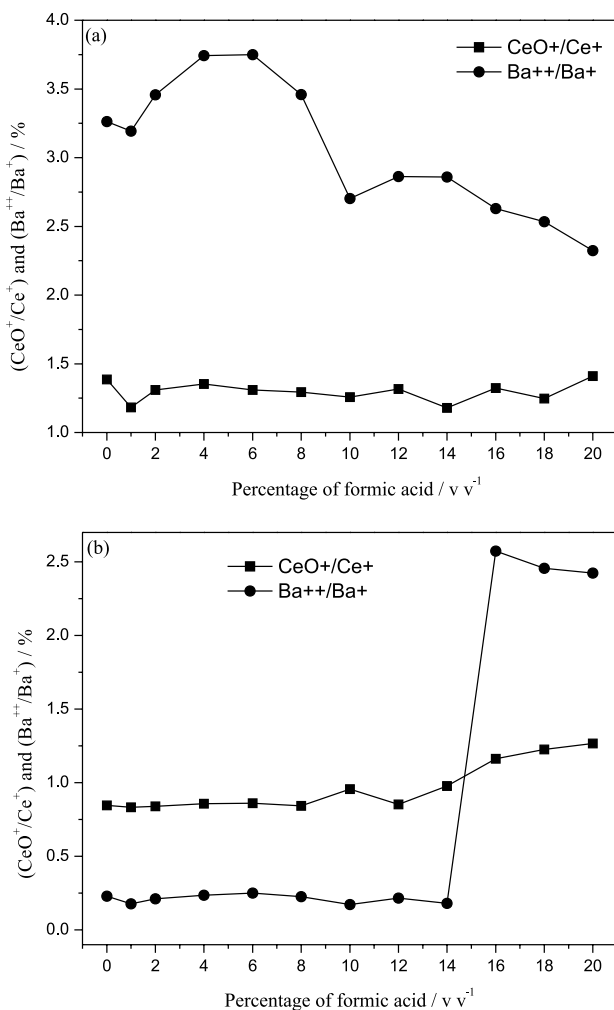 (a)
CeO+/Ce+
Ba++/Ba+
4.0
3.5
3.0
2.5
2.0
1.5
1.0
(CeO⁺/Ce⁺) and (Ba⁺⁺/Ba⁺) / %
0 2 4 6 8 10 12 14 16 18 20
Percentage of formic acid / v v⁻¹
(b)
CeO+/Ce+
Ba++/Ba+
2.5
2.0
1.5
1.0
0.5
0.0
(CeO⁺/Ce⁺) and (Ba⁺⁺/Ba⁺) / %
0 2 4 6 8 10 12 14 16 18 20
Percentage of formic acid / v v⁻¹